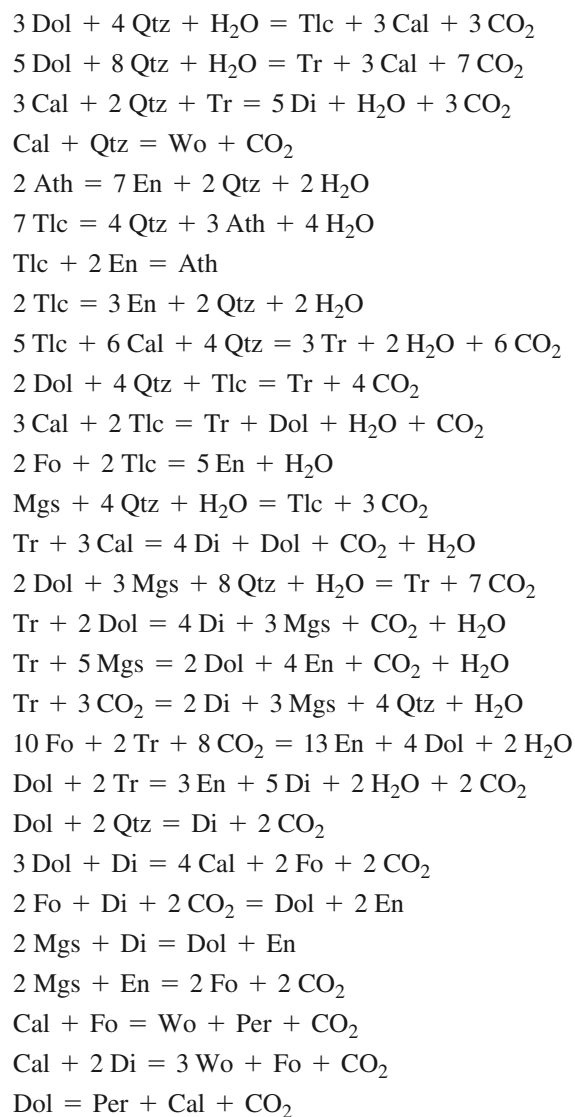 3 Dol + 4 Qtz + H₂O = Tlc + 3 Cal + 3 CO₂
5 Dol + 8 Qtz + H₂O = Tr + 3 Cal + 7 CO₂
3 Cal + 2 Qtz + Tr = 5 Di + H₂O + 3 CO₂
Cal + Qtz = Wo + CO₂
2 Ath = 7 En + 2 Qtz + 2 H₂O
7 Tlc = 4 Qtz + 3 Ath + 4 H₂O
Tlc + 2 En = Ath
2 Tlc = 3 En + 2 Qtz + 2 H₂O
5 Tlc + 6 Cal + 4 Qtz = 3 Tr + 2 H₂O + 6 CO₂
2 Dol + 4 Qtz + Tlc = Tr + 4 CO₂
3 Cal + 2 Tlc = Tr + Dol + H₂O + CO₂
2 Fo + 2 Tlc = 5 En + H₂O
Mgs + 4 Qtz + H₂O = Tlc + 3 CO₂
Tr + 3 Cal = 4 Di + Dol + CO₂ + H₂O
2 Dol + 3 Mgs + 8 Qtz + H₂O = Tr + 7 CO₂
Tr + 2 Dol = 4 Di + 3 Mgs + CO₂ + H₂O
Tr + 5 Mgs = 2 Dol + 4 En + CO₂ + H₂O
Tr + 3 CO₂ = 2 Di + 3 Mgs + 4 Qtz + H₂O
10 Fo + 2 Tr + 8 CO₂ = 13 En + 4 Dol + 2 H₂O
Dol + 2 Tr = 3 En + 5 Di + 2 H₂O + 2 CO₂
Dol + 2 Qtz = Di + 2 CO₂
3 Dol + Di = 4 Cal + 2 Fo + 2 CO₂
2 Fo + Di + 2 CO₂ = Dol + 2 En
2 Mgs + Di = Dol + En
2 Mgs + En = 2 Fo + 2 CO₂
Cal + Fo = Wo + Per + CO₂
Cal + 2 Di = 3 Wo + Fo + CO₂
Dol = Per + Cal + CO₂